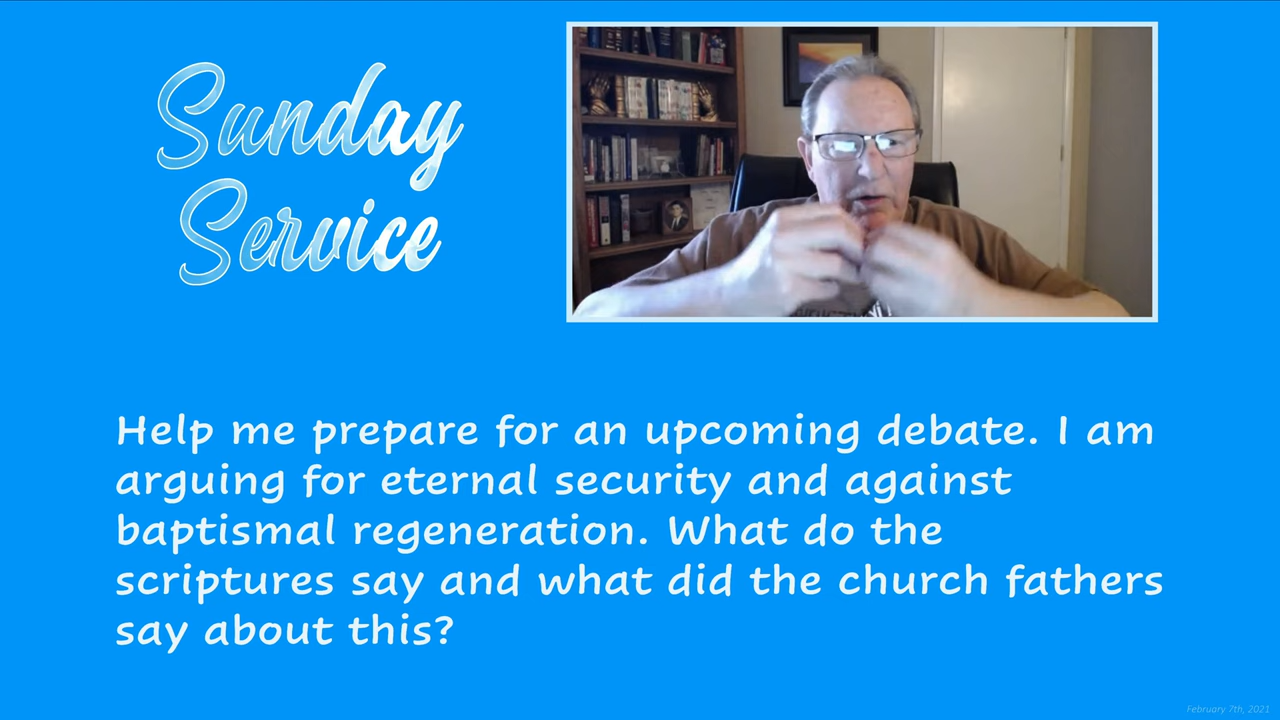 Sunday
Service
Help me prepare for an upcoming debate. I am
arguing for eternal security and against
baptismal regeneration. What do the
scriptures say and what did the church fathers
say about this?
February 7th, 2021